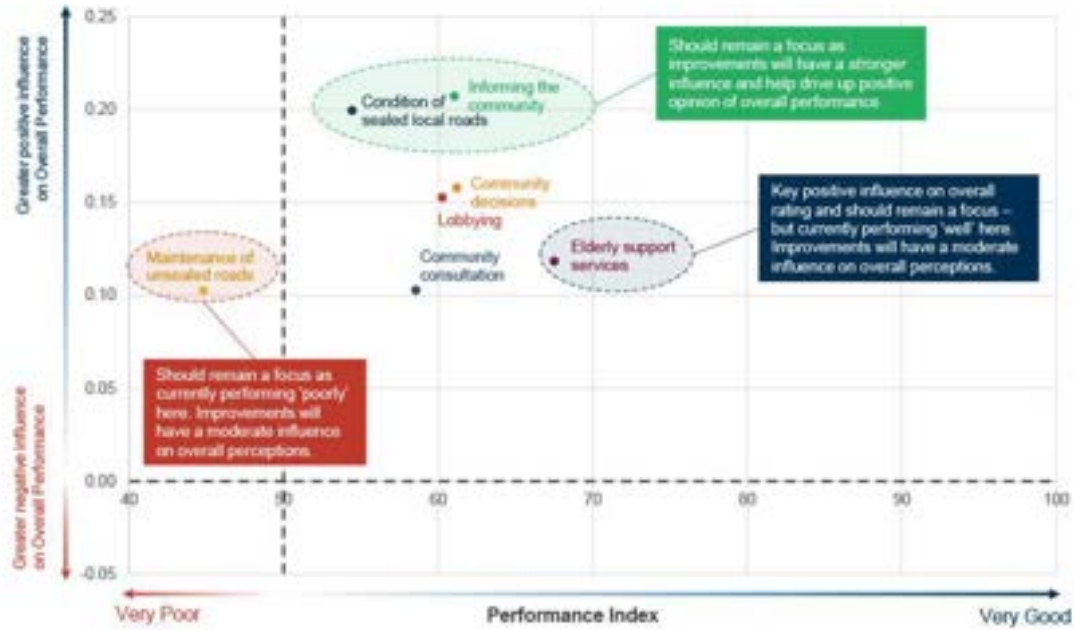 Greater positive influence
on Overall Performance
Greater negative influence
on Overall Performance
0.25
0.20
0.15
0.10
0.05
0.00
-0.05
Informing the
community
Condition of
sealed local roads
Community
decisions
Lobbying
Elderly support
services
Community
consultation
Maintenance of
unsealed roads
Should remain a focus as
improvements will have a stronger
influence and help drive up positive
opinion of overall performance
Key positive influence on overall
rating and should remain a focus –
but currently performing 'well' here.
Improvements will have a moderate
influence on overall perceptions.
Should remain a focus as
currently performing 'poorly'
here. Improvements will
have a moderate influence
on overall perceptions.
40
50
60
70
80
90
100
Very Poor
Performance Index
Very Good